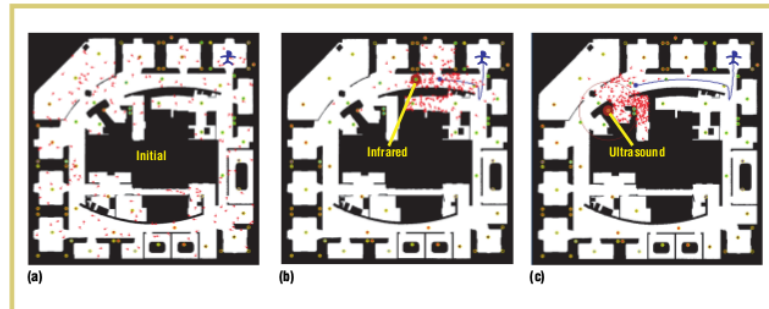 Initial
Infrared
Ultrasound
(a)
(b)
(c)